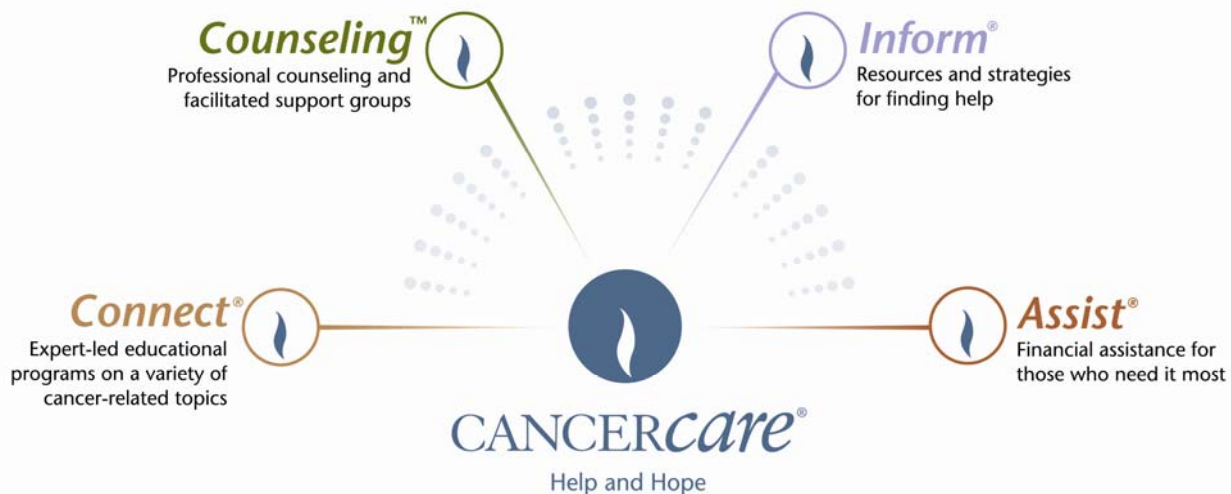 Counseling™
Professional counseling and
facilitated support groups
Inform®
Resources and strategies
for finding help
Connect®
Expert-led educational
programs on a variety of
cancer-related topics
Assist®
Financial assistance for
those who need it most
CANCERcare®
Help and Hope